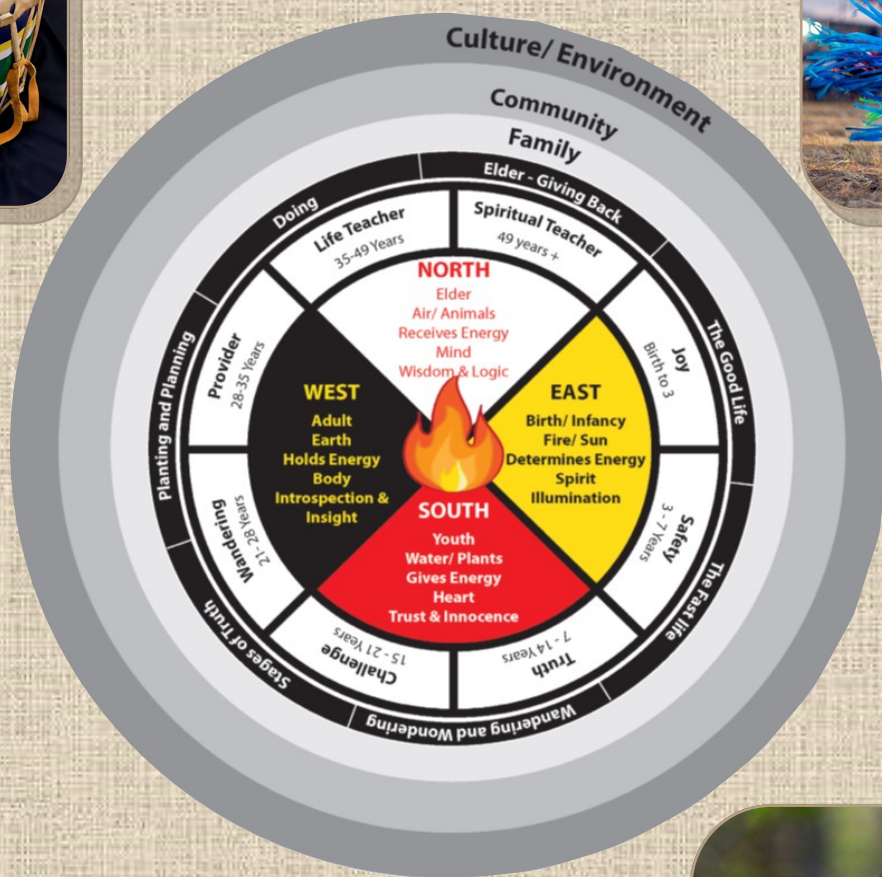 Culture/ Environment
Community
Family
Elder - Giving Back
The Good Life
The Fast life
Wandering and Wondering
Stages of Truth
Planting and Planning
Doing
Spiritual Teacher
49 years +
Joy
Birth to 3
Safety
3 - 7 Years
Truth
7 - 14 Years
Challenge
15 - 21 Years
Wandering
21- 28 Years
Provider
28-35 Years
Life Teacher
35-49 Years
NORTH
Elder
Air/ Animals
Receives Energy
Mind
Wisdom & Logic
EAST
Birth/ Infancy
Fire/ Sun
Determines Energy
Spirit
Illumination
SOUTH
Youth
Water/ Plants
Gives Energy
Heart
Trust & Innocence
WEST
Adult
Earth
Holds Energy
Body
Introspection &
Insight